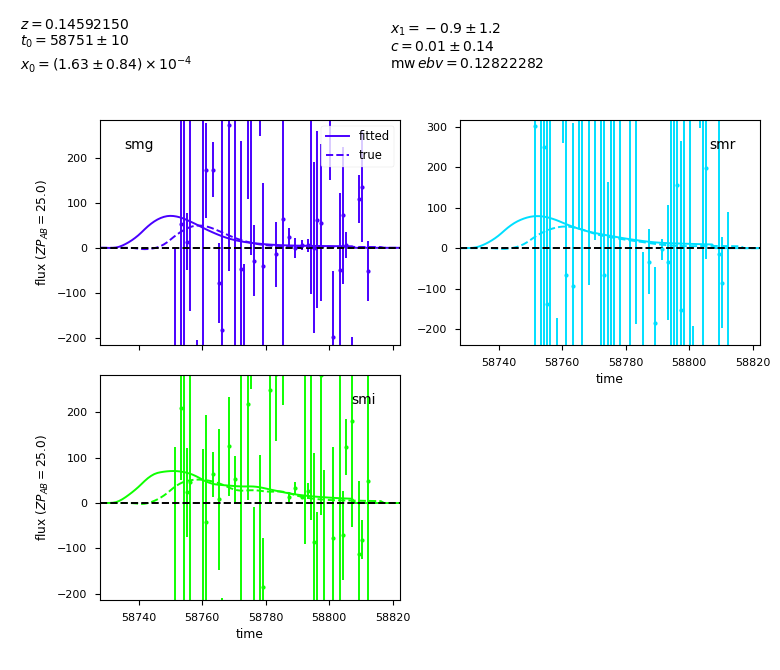 z = 0.14592150
t₀ = 58751 ± 10
x₀ = (1.63 ± 0.84) × 10⁻⁴
x₁ = −0.9 ± 1.2
c = 0.01 ± 0.14
mw ebv = 0.12822282
smg
fitted
true
200
100
0
−100
−200
flux (ZP_AB = 25.0)
smr
300
200
100
0
−100
−200
58740 58760 58780 58800 58820
time
smi
200
100
0
−100
−200
flux (ZP_AB = 25.0)
58740 58760 58780 58800 58820
time